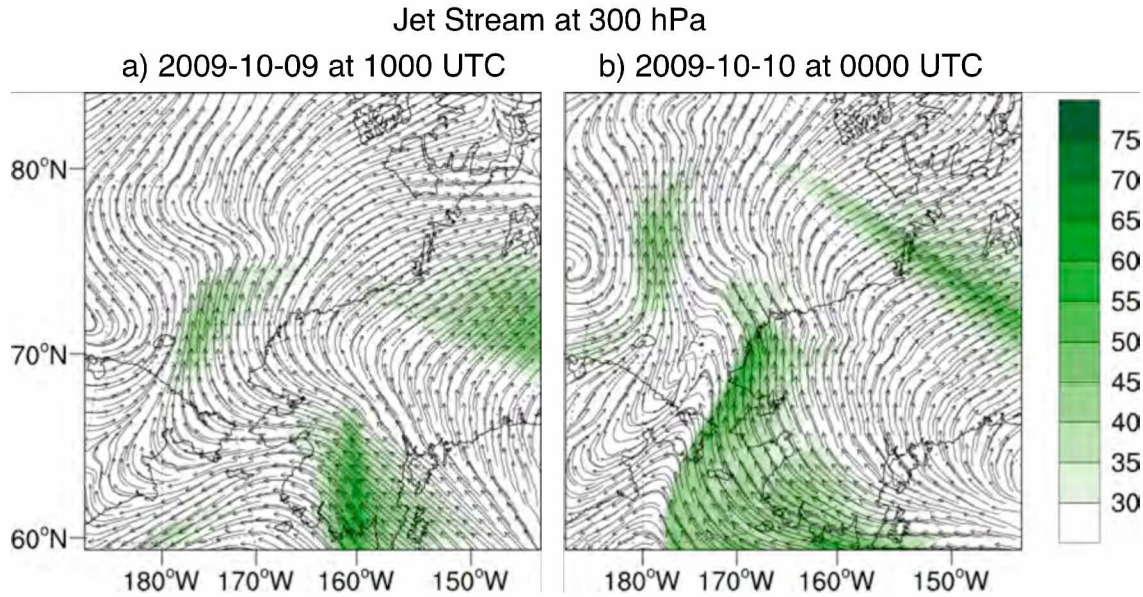 Jet Stream at 300 hPa
a) 2009-10-09 at 1000 UTC
b) 2009-10-10 at 0000 UTC
80°N
70°N
60°N
180°W 170°W 160°W 150°W
180°W 170°W 160°W 150°W
75
70
65
60
55
50
45
40
35
30